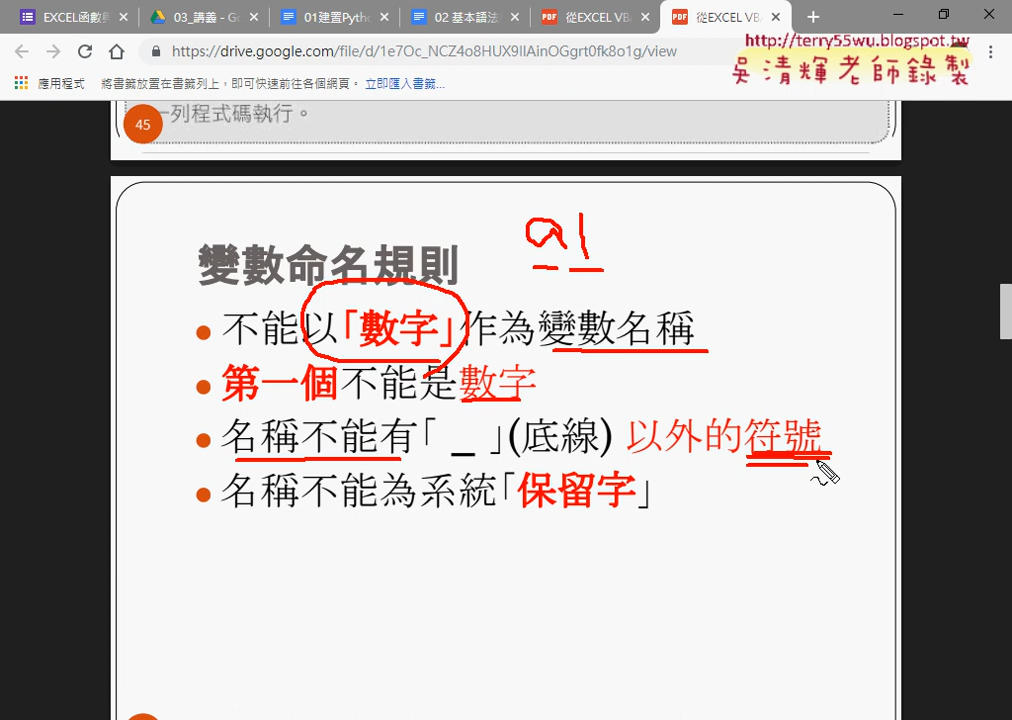 EXCEL函數
03_講義 - Go
01建置Pytho
02 基本語法
PDF 從EXCEL VB
PDF 從EXCEL VBA
https://drive.google.com/file/d/1e7Oc_NCZ4o8HUX9IIAinOGgrt0fk8o1g/view
http://terry55wu.blogspot.tw
吳清輝老師錄製
應用程式 將書籤放置在書籤列上，即可快速前往各個網頁。 立即匯入書籤...
一列程式碼執行。
45
a1
變數命名規則
不能以「數字」作為變數名稱
第一個不能是數字
名稱不能有「 _ 」(底線) 以外的符號
名稱不能為系統「保留字」